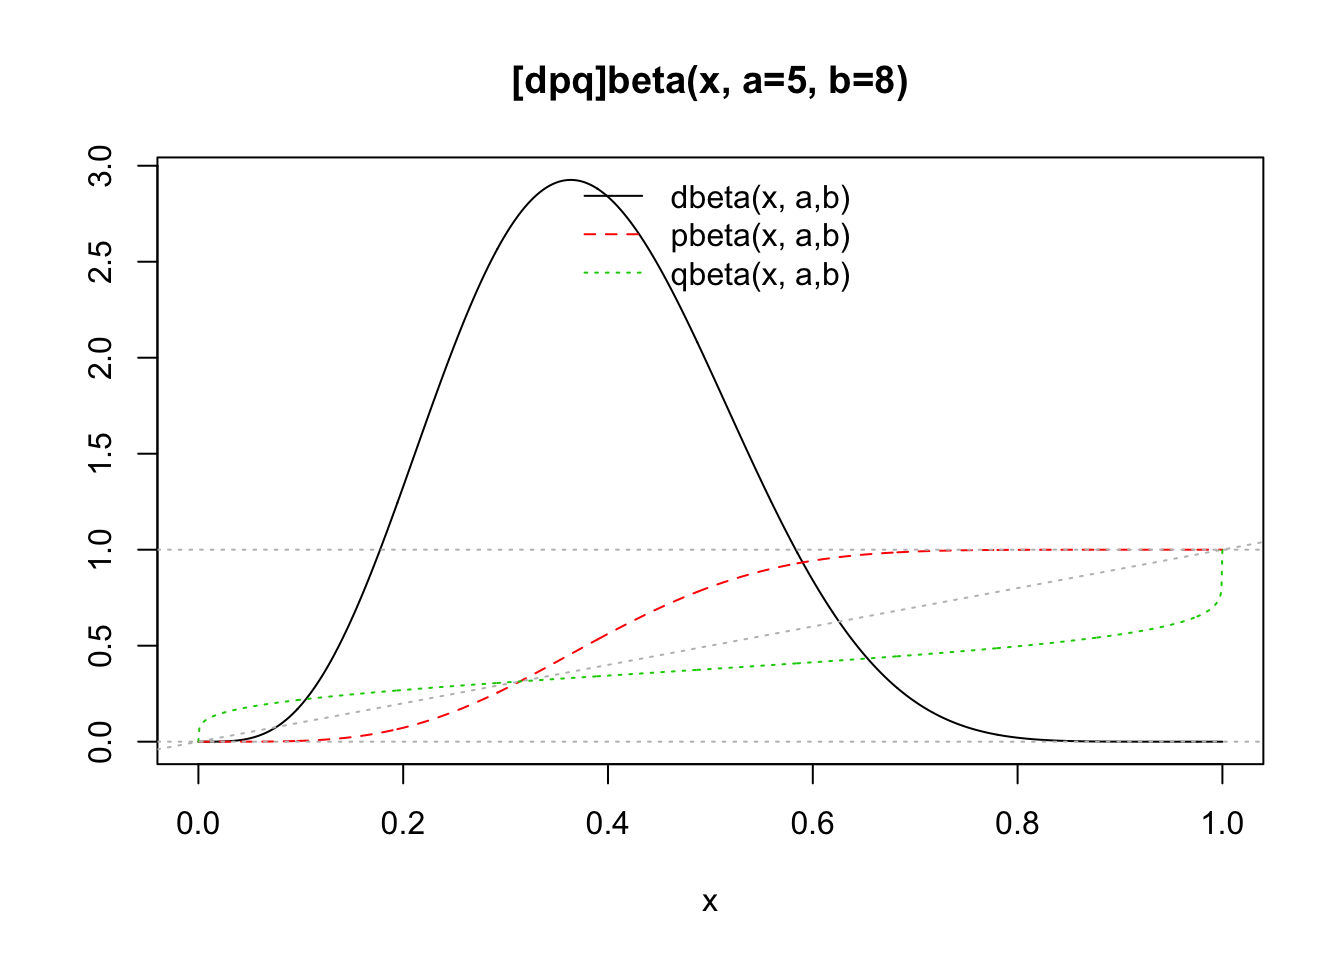 [dpq]beta(x, a=5, b=8)
dbeta(x, a,b)
pbeta(x, a,b)
qbeta(x, a,b)
3.0
2.5
2.0
1.5
1.0
0.5
0.0
0.0 0.2 0.4 0.6 0.8 1.0
x